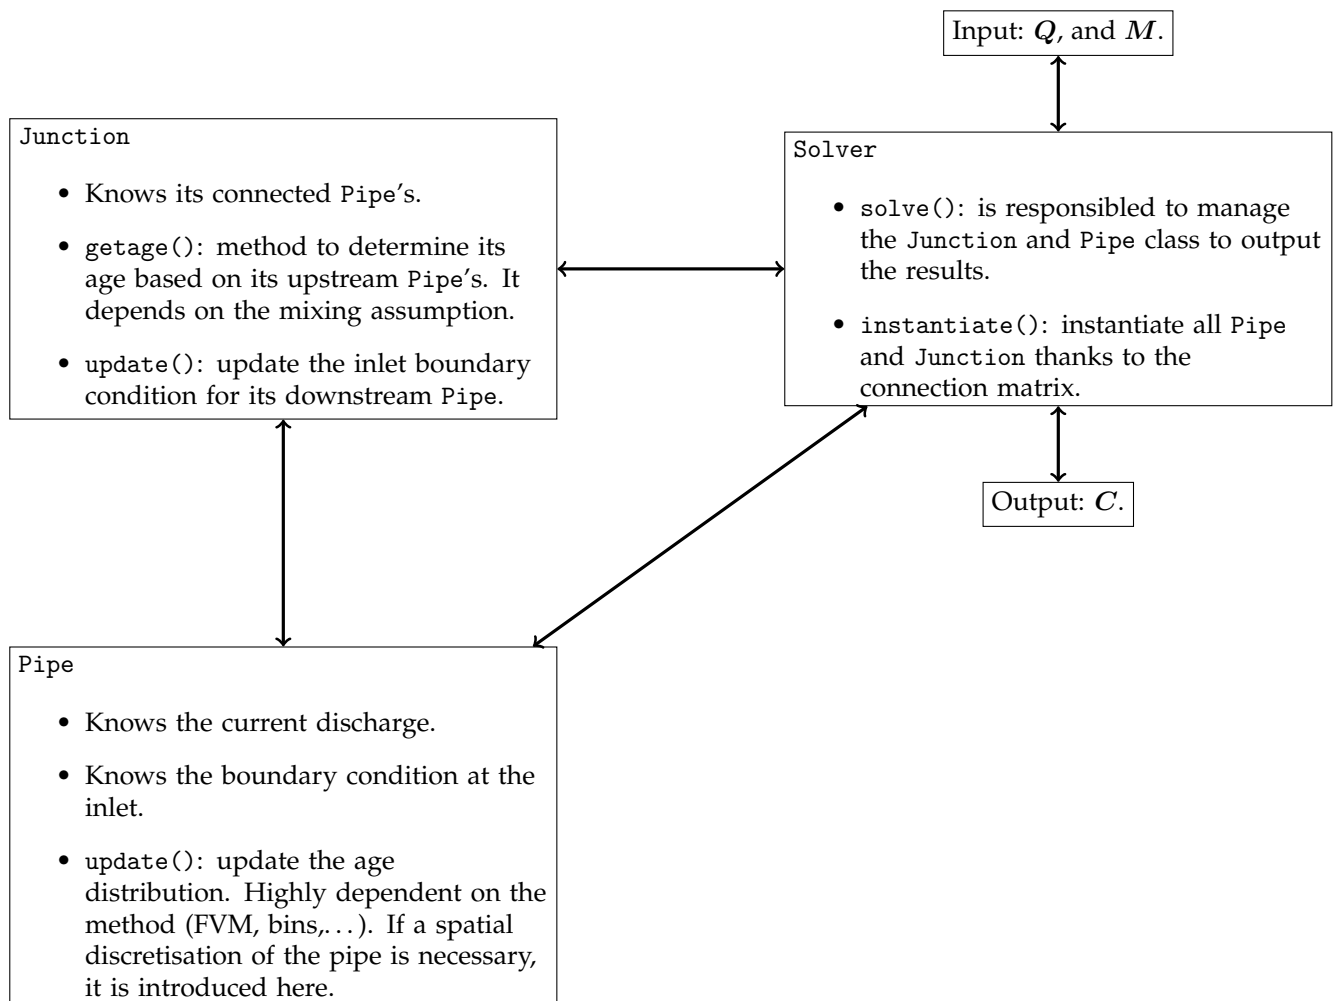 Input: Q, and M.
Junction
• Knows its connected Pipe's.
• getage(): method to determine its
age based on its upstream Pipe's. It
depends on the mixing assumption.
• update(): update the inlet boundary
condition for its downstream Pipe.
Solver
• solve(): is responsibled to manage
the Junction and Pipe class to output
the results.
• instantiate(): instantiate all Pipe
and Junction thanks to the
connection matrix.
Output: C.
Pipe
• Knows the current discharge.
• Knows the boundary condition at the
inlet.
• update(): update the age
distribution. Highly dependent on the
method (FVM, bins,...). If a spatial
discretisation of the pipe is necessary,
it is introduced here.